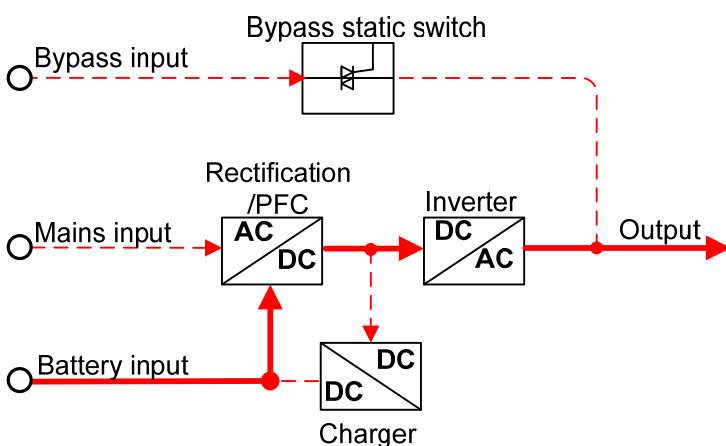 Bypass static switch
Bypass input
Rectification
/PFC
Inverter
Mains input
AC
DC
DC
AC
Output
Battery input
DC
DC
Charger